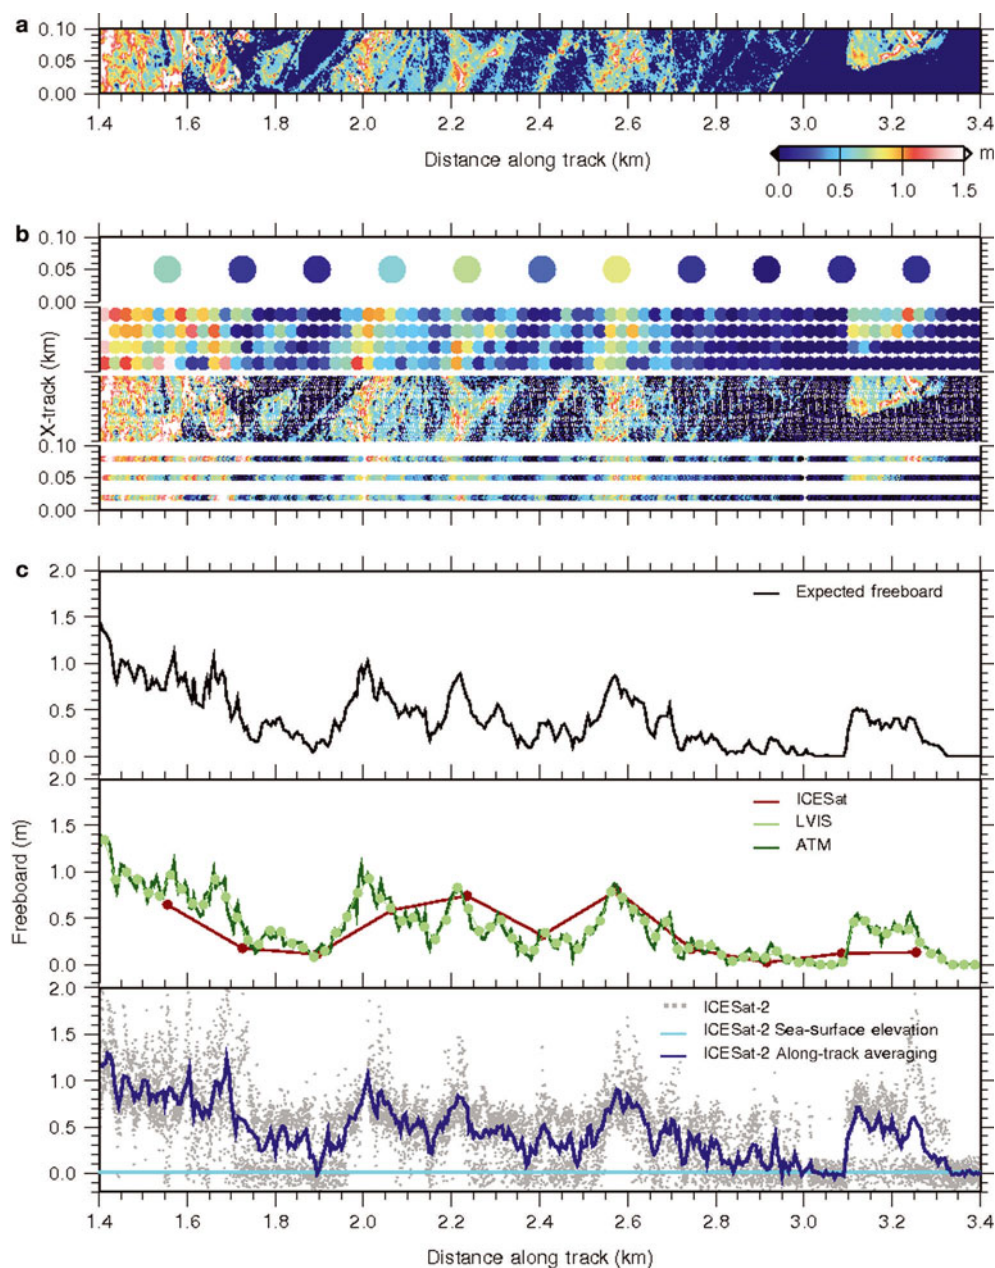 a
0.10
0.05
0.00
1.4 1.6 1.8 2.0 2.2 2.4 2.6 2.8 3.0 3.2 3.4
Distance along track (km)
m
0.0 0.5 1.0 1.5
b
0.10
0.05
0.00
X-track (km)
0.10
0.05
0.00
c
2.0
1.5
1.0
0.5
0.0
Expected freeboard
2.0
1.5
1.0
0.5
0.0
Freeboard (m)
ICESat
LVIS
ATM
2.0
1.5
1.0
0.5
0.0
ICESat-2
ICESat-2 Sea-surface elevation
ICESat-2 Along-track averaging
1.4 1.6 1.8 2.0 2.2 2.4 2.6 2.8 3.0 3.2 3.4
Distance along track (km)